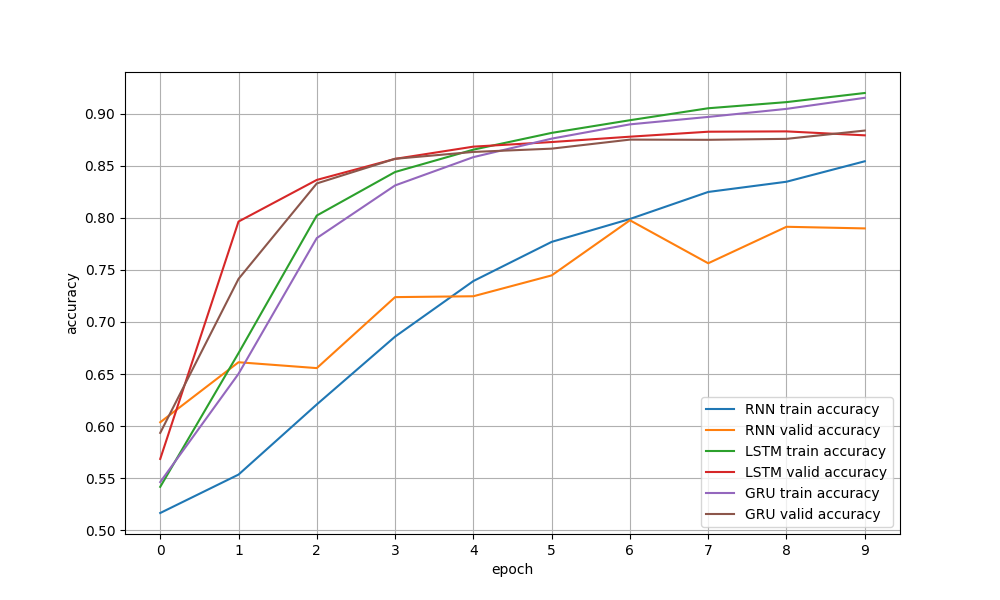 0.90
0.85
0.80
0.75
0.70
0.65
0.60
0.55
0.50
accuracy
0 1 2 3 4 5 6 7 8 9
epoch
RNN train accuracy
RNN valid accuracy
LSTM train accuracy
LSTM valid accuracy
GRU train accuracy
GRU valid accuracy